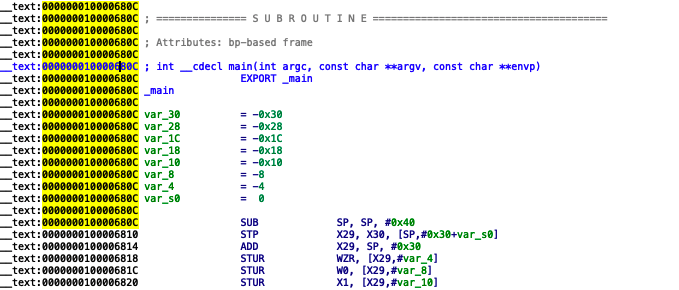 __text:000000010000680C
__text:000000010000680C ; =============== S U B R O U T I N E =======================================
__text:000000010000680C
__text:000000010000680C ; Attributes: bp-based frame
__text:000000010000680C
__text:000000010000680C ; int __cdecl main(int argc, const char **argv, const char **envp)
__text:000000010000680C                 EXPORT _main
__text:000000010000680C _main
__text:000000010000680C
__text:000000010000680C var_30          = -0x30
__text:000000010000680C var_28          = -0x28
__text:000000010000680C var_1C          = -0x1C
__text:000000010000680C var_18          = -0x18
__text:000000010000680C var_10          = -0x10
__text:000000010000680C var_8           = -8
__text:000000010000680C var_4           = -4
__text:000000010000680C var_s0          =  0
__text:000000010000680C
__text:000000010000680C                 SUB             SP, SP, #0x40
__text:0000000100006810                 STP             X29, X30, [SP,#0x30+var_s0]
__text:0000000100006814                 ADD             X29, SP, #0x30
__text:0000000100006818                 STUR            WZR, [X29,#var_4]
__text:000000010000681C                 STUR            W0, [X29,#var_8]
__text:0000000100006820                 STUR            X1, [X29,#var_10]